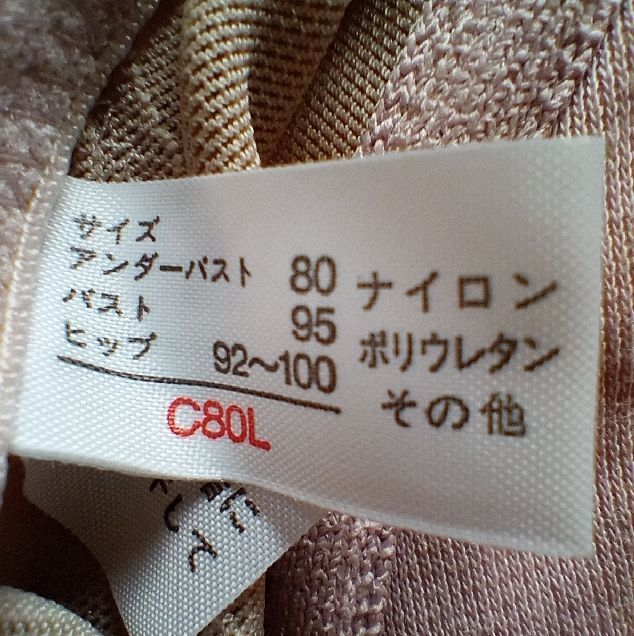 サイズ
アンダーバスト 80
バスト 95
ヒップ 92～100
C80L
ナイロン
ポリウレタン
その他